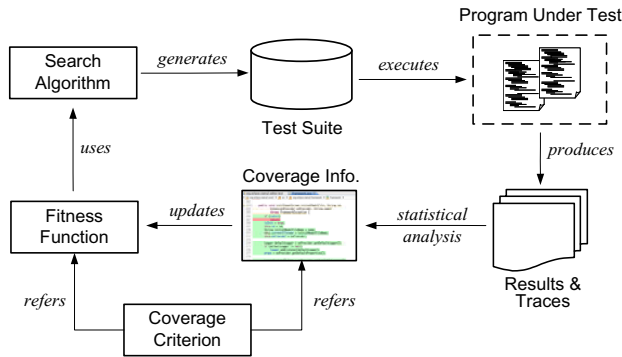 Program Under Test
Search
Algorithm
generates
executes
Test Suite
uses
produces
Coverage Info.
Fitness
Function
updates
statistical
analysis
Results &
Traces
refers
refers
Coverage
Criterion